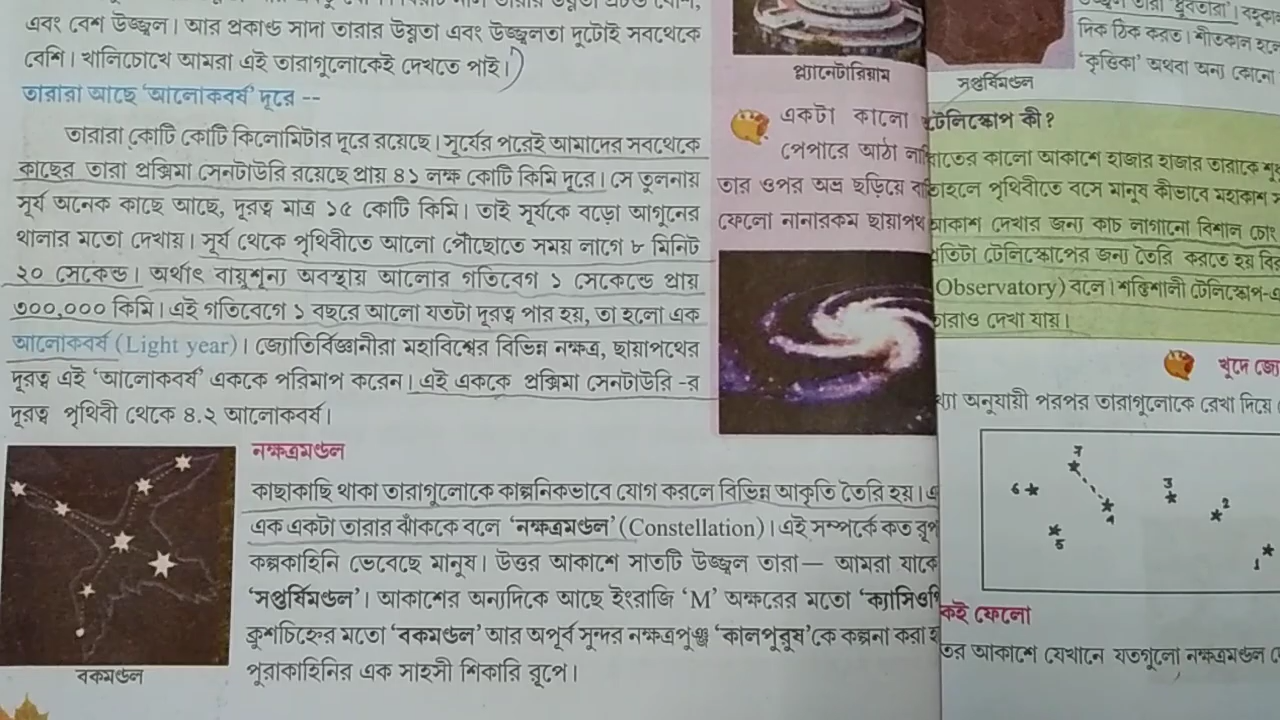 এবং বেশ উজ্জ্বল। আর প্রকাণ্ড সাদা তারার উষ্ণতা এবং উজ্জ্বলতা দুটোই সবথেকে
বেশি। খালিচোখে আমরা এই তারাগুলোকেই দেখতে পাই।
তারারা আছে ‘আলোকবর্ষ’ দূরে --
তারারা কোটি কোটি কিলোমিটার দূরে রয়েছে। সূর্যের পরেই আমাদের সবথেকে
কাছের তারা প্রক্সিমা সেনটাউরি রয়েছে প্রায় ৪১ লক্ষ কোটি কিমি দূরে। সে তুলনায়
সূর্য অনেক কাছে আছে, দূরত্ব মাত্র ১৫ কোটি কিমি। তাই সূর্যকে বড়ো আগুনের
থালার মতো দেখায়। সূর্য থেকে পৃথিবীতে আলো পৌঁছোতে সময় লাগে ৮ মিনিট
২০ সেকেন্ড। অর্থাৎ বায়ুশূন্য অবস্থায় আলোর গতিবেগ ১ সেকেন্ডে প্রায়
৩০০,০০০ কিমি। এই গতিবেগে ১ বছরে আলো যতটা দূরত্ব পার হয়, তা হলো এক
আলোকবর্ষ (Light year)। জ্যোতির্বিজ্ঞানীরা মহাবিশ্বের বিভিন্ন নক্ষত্র, ছায়াপথের
দূরত্ব এই ‘আলোকবর্ষ’ এককে পরিমাপ করেন। এই এককে প্রক্সিমা সেনটাউরি -র
দূরত্ব পৃথিবী থেকে ৪.২ আলোকবর্ষ।
নক্ষত্রমণ্ডল
কাছাকাছি থাকা তারাগুলোকে কাল্পনিকভাবে যোগ করলে বিভিন্ন আকৃতি তৈরি হয়।
এক একটা তারার ঝাঁককে বলে ‘নক্ষত্রমণ্ডল’ (Constellation)। এই সম্পর্কে কত
কল্পকাহিনি ভেবেছে মানুষ। উত্তর আকাশে সাতটি উজ্জ্বল তারা— আমরা যাকে
‘সপ্তর্ষিমণ্ডল’। আকাশের অন্যদিকে আছে ইংরাজি ‘M’ অক্ষরের মতো
ক্রুশচিহ্নের মতো ‘বকমণ্ডল’ আর অপূর্ব সুন্দর নক্ষত্রপুঞ্জ ‘কালপুরুষ’কে কল্পনা করা
পুরাকাহিনির এক সাহসী শিকারি রূপে।
বকমণ্ডল
প্ল্যানেটারিয়াম
একটা কালো
পেপারে আঠা
তার ওপর অভ্র ছড়িয়ে
ফেলো নানারকম ছায়াপথ
দিক ঠিক করত। শীতকাল
‘কৃত্তিকা’ অথবা অন্য কোনো
সপ্তর্ষিমণ্ডল
টেলিস্কোপ কী?
কালো আকাশে হাজার হাজার তারাকে
পৃথিবীতে বসে মানুষ কীভাবে মহাকাশ
আকাশ দেখার জন্য কাচ লাগানো বিশাল
টেলিস্কোপের জন্য তৈরি করতে হয়
Observatory) বলে। শক্তিশালী টেলিস্কোপ-
দেখা যায়।
খুদে
অনুযায়ী পরপর তারাগুলোকে রেখা দিয়ে
7
6
3
2
4
5
1
ফেলো
আকাশে যেখানে যতগুলো নক্ষত্রমণ্ডল